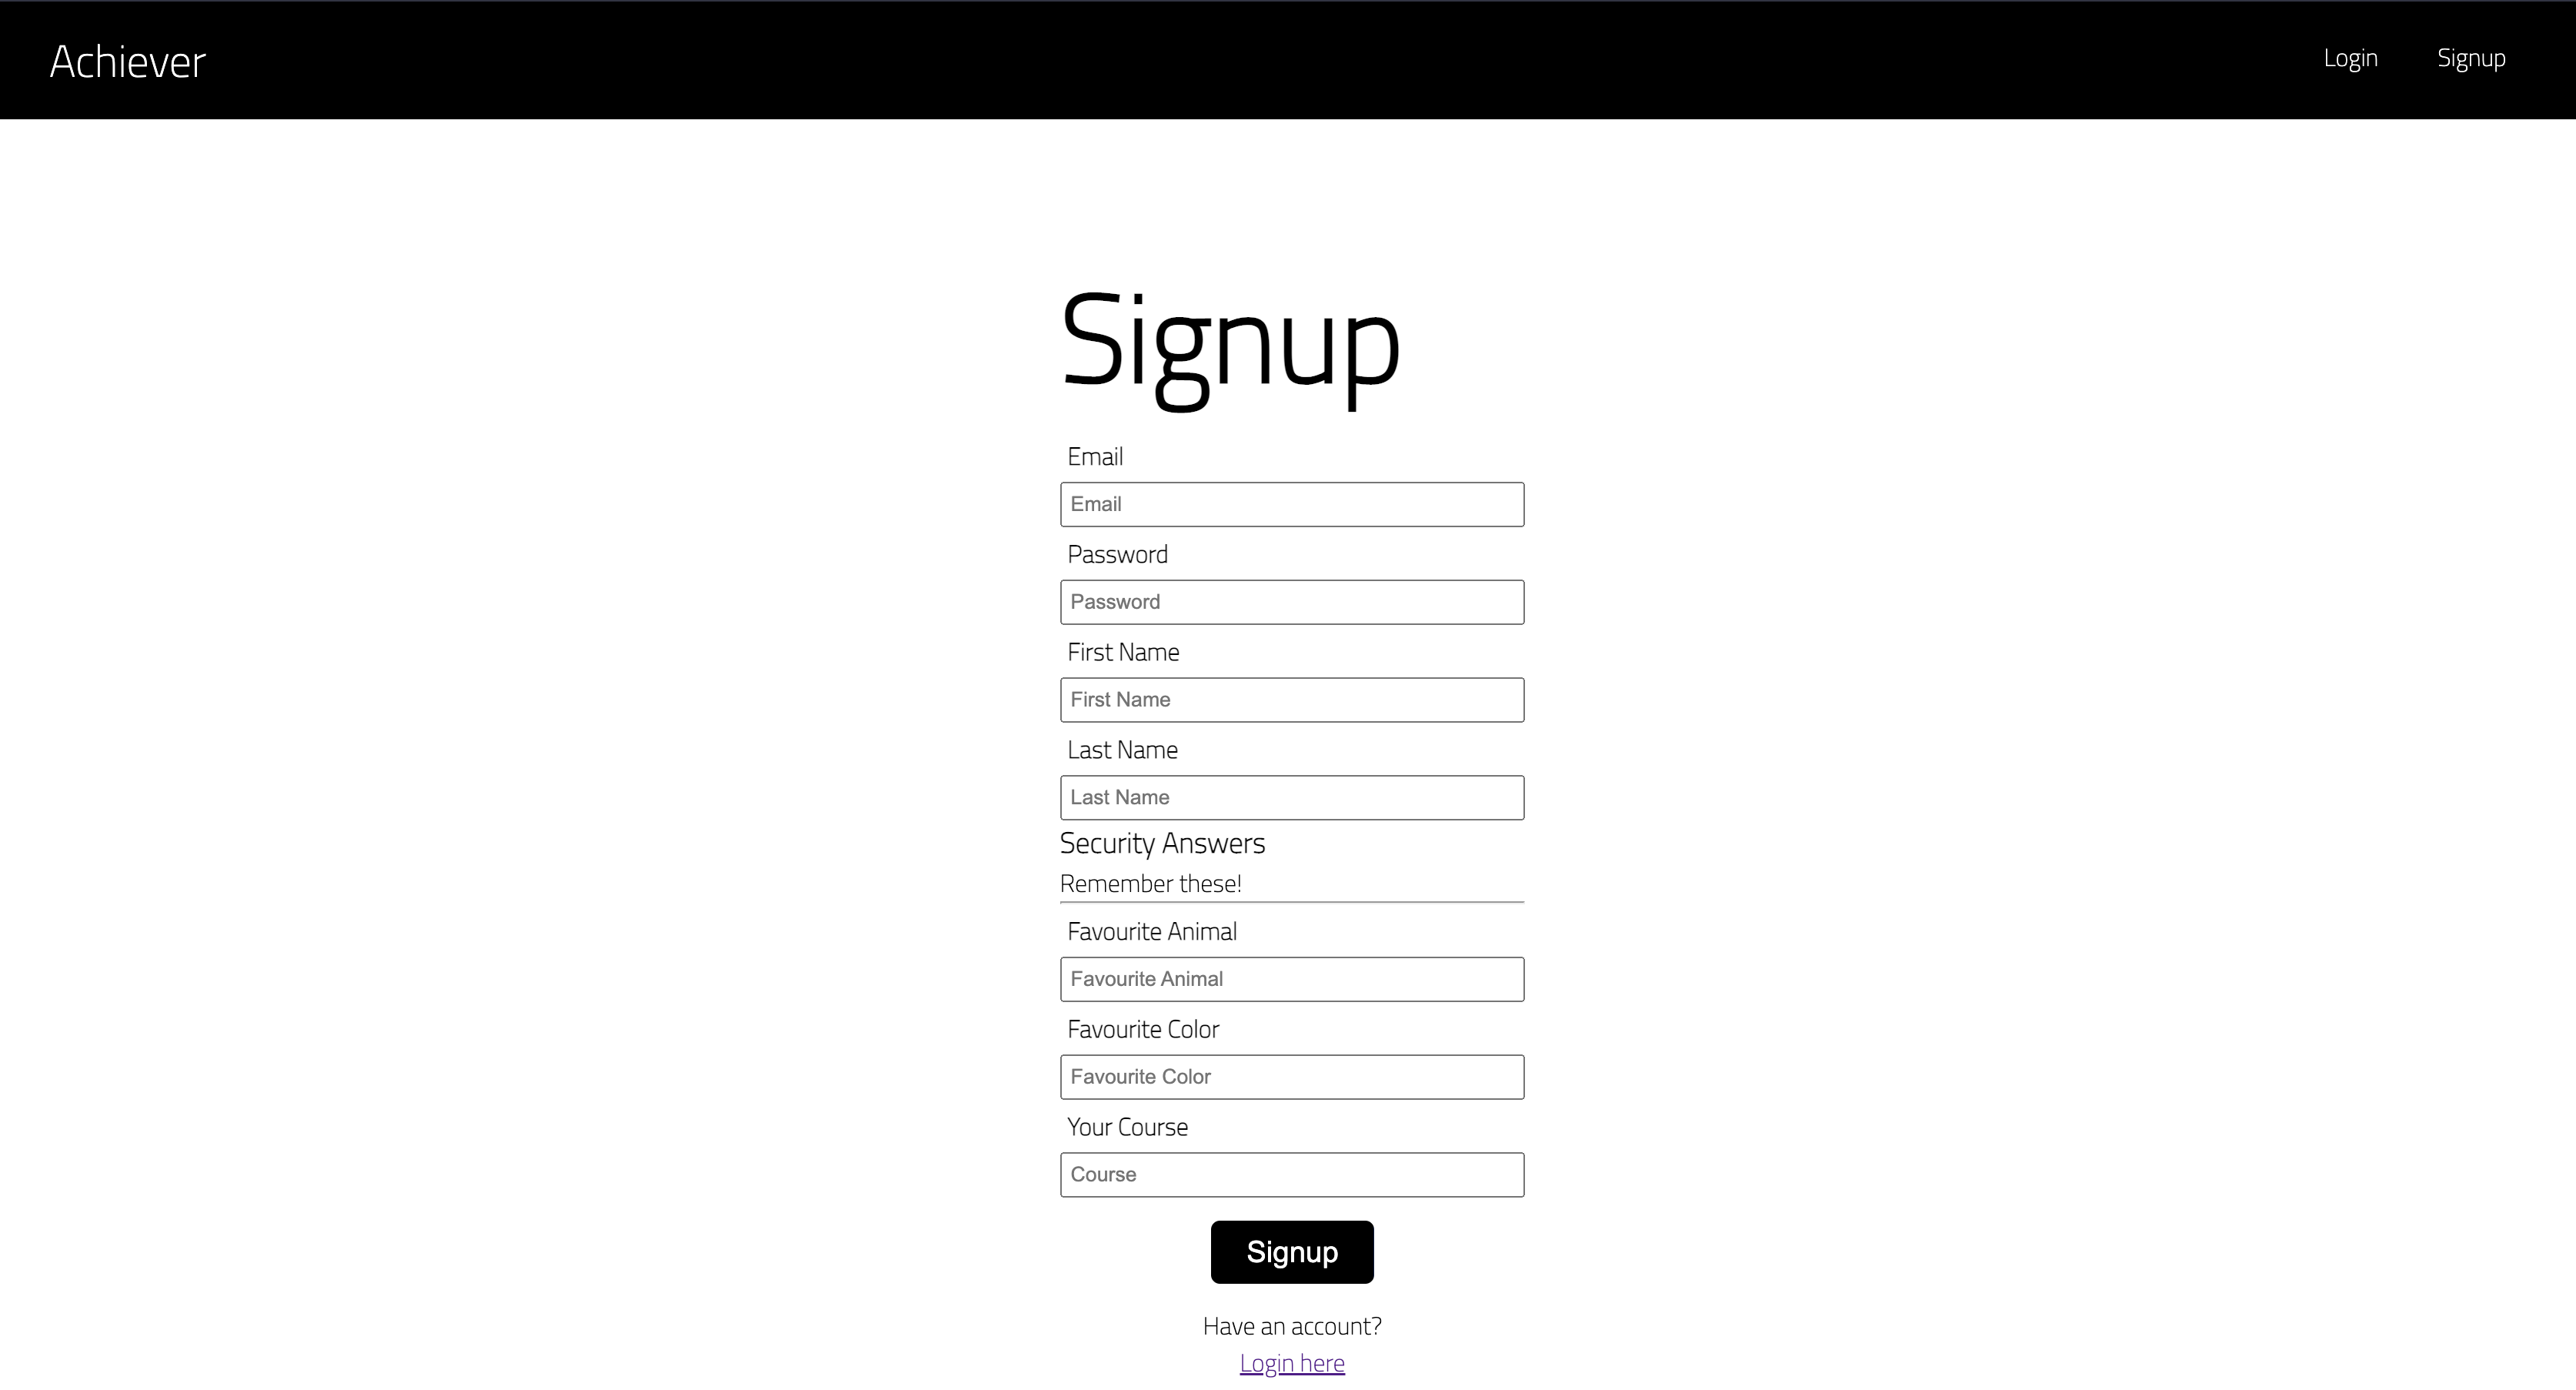 Achiever
Login
Signup
Signup
Email
Email
Password
Password
First Name
First Name
Last Name
Last Name
Security Answers
Remember these!
Favourite Animal
Favourite Animal
Favourite Color
Favourite Color
Your Course
Course
Signup
Have an account?
Login here